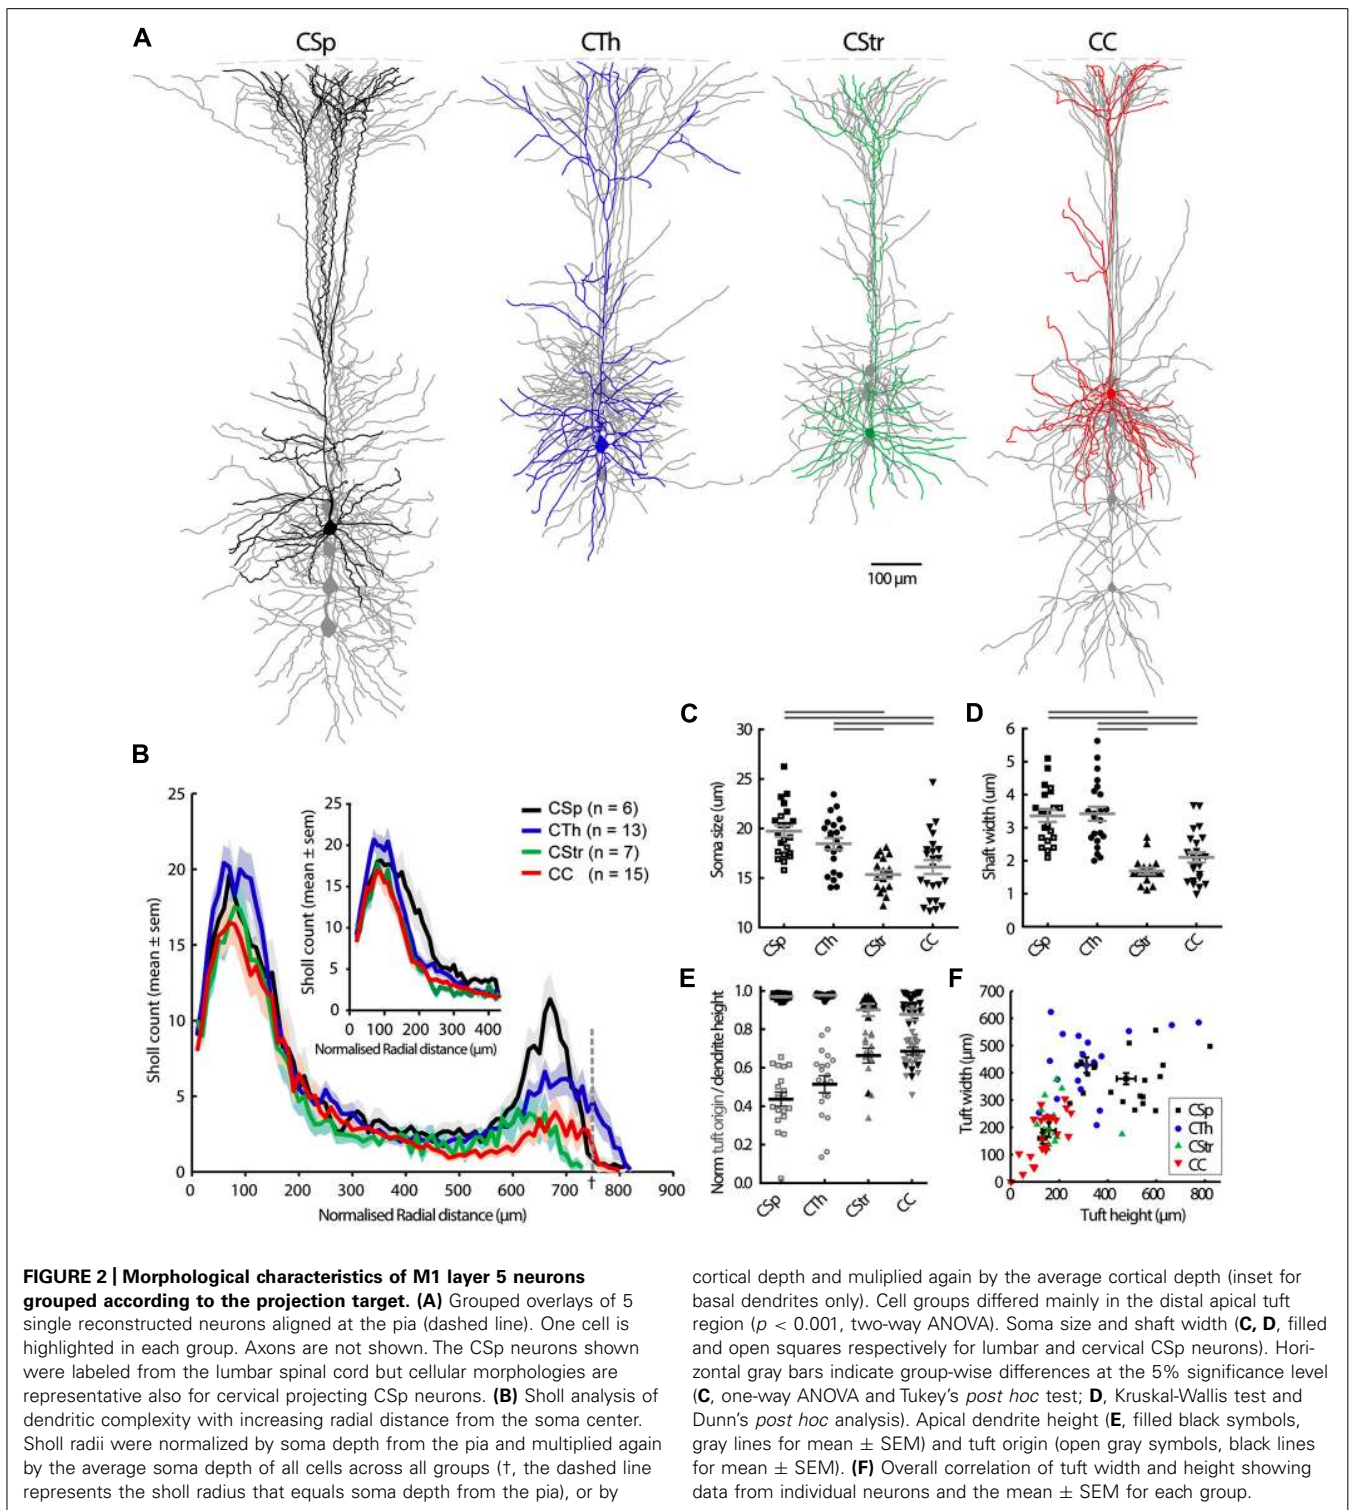 A
CSp
CTh
CStr
CC
100 µm
B
Sholl count (mean ± sem)
25
20
15
10
5
0
0 100 200 300 400 500 600 700 800 900
†
Normalised Radial distance (µm)
Sholl count (mean ± sem)
25
20
15
10
5
0
0 100 200 300 400
Normalised Radial distance (µm)
CSp (n = 6)
CTh (n = 13)
CStr (n = 7)
CC (n = 15)
C
Soma size (um)
30
25
20
15
10
CSp CTh CStr CC
D
Shaft width (um)
6
5
4
3
2
1
0
CSp CTh CStr CC
E
Norm tuft origin / dendrite height
1.0
0.8
0.6
0.4
0.2
0.0
CSp CTh CStr CC
F
Tuft width (µm)
700
600
500
400
300
200
100
0
0 200 400 600 800
Tuft height (µm)
CSp
CTh
CStr
CC
FIGURE 2 | Morphological characteristics of M1 layer 5 neurons
grouped according to the projection target. (A) Grouped overlays of 5
single reconstructed neurons aligned at the pia (dashed line). One cell is
highlighted in each group. Axons are not shown. The CSp neurons shown
were labeled from the lumbar spinal cord but cellular morphologies are
representative also for cervical projecting CSp neurons. (B) Sholl analysis of
dendritic complexity with increasing radial distance from the soma center.
Sholl radii were normalized by soma depth from the pia and multiplied again
by the average soma depth of all cells across all groups (†, the dashed line
represents the sholl radius that equals soma depth from the pia), or by
cortical depth and muliplied again by the average cortical depth (inset for
basal dendrites only). Cell groups differed mainly in the distal apical tuft
region (p < 0.001, two-way ANOVA). Soma size and shaft width (C, D, filled
and open squares respectively for lumbar and cervical CSp neurons). Hori-
zontal gray bars indicate group-wise differences at the 5% significance level
(C, one-way ANOVA and Tukey's post hoc test; D, Kruskal-Wallis test and
Dunn's post hoc analysis). Apical dendrite height (E, filled black symbols,
gray lines for mean ± SEM) and tuft origin (open gray symbols, black lines
for mean ± SEM). (F) Overall correlation of tuft width and height showing
data from individual neurons and the mean ± SEM for each group.